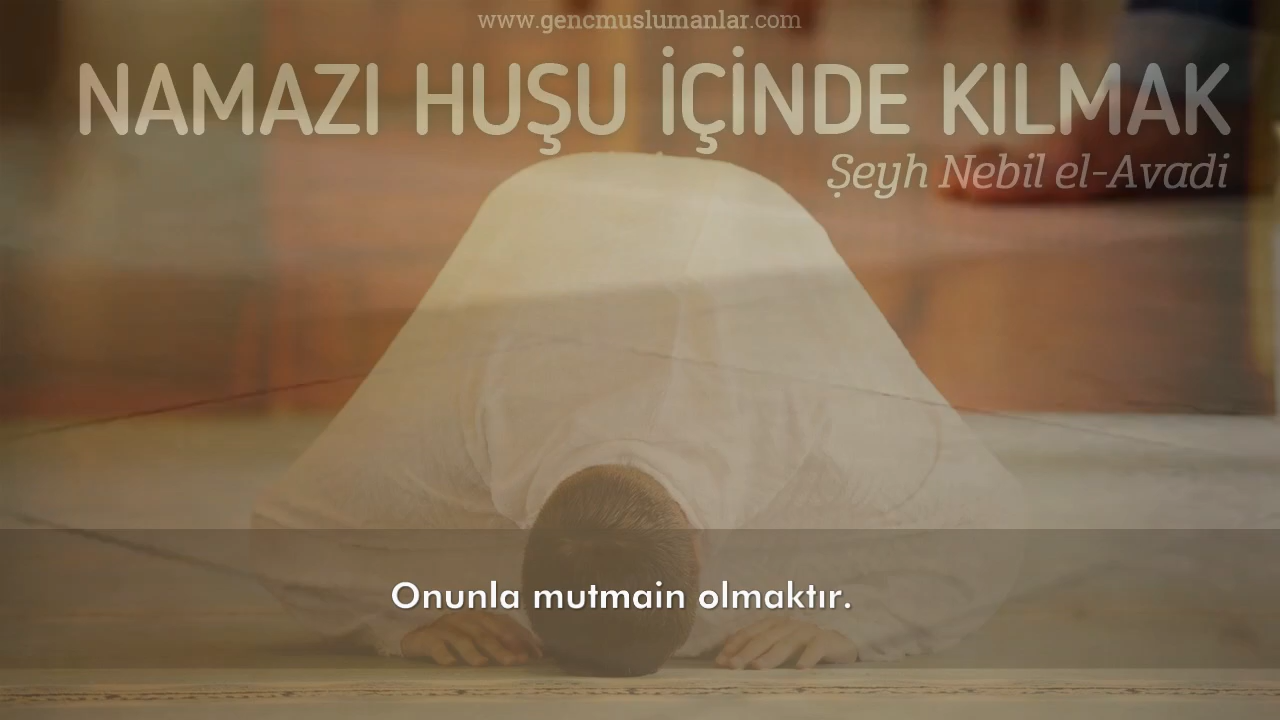 www.gencmuslumanlar.com
NAMAZI HUŞU İÇİNDE KILMAK
Şeyh Nebil el-Avadi
Onunla mutmain olmaktır.